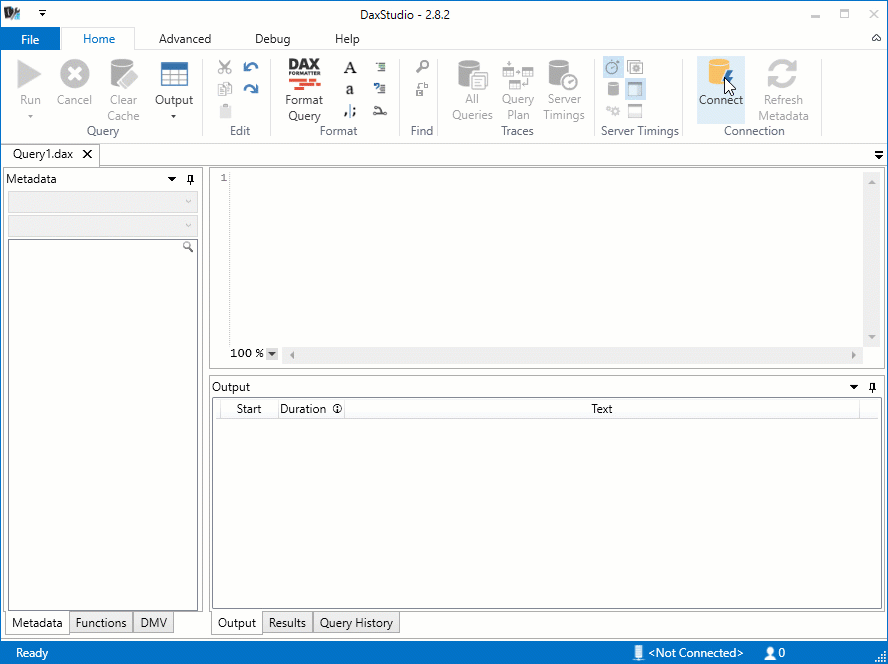 DaxStudio - 2.8.2
File Home Advanced Debug Help
Run Cancel Clear Cache Output
Query
Edit
DAX FORMATTER
Format Query
A
a
Format
Find
All Queries Query Plan Server Timings
Traces
Server Timings
Connect Refresh Metadata
Connection
Query1.dax
Metadata
1
100 %
Output
Start Duration Text
Metadata Functions DMV
Output Results Query History
Ready <Not Connected> 0